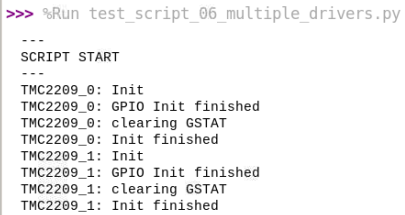 >>> %Run test_script_06_multiple_drivers.py
---
SCRIPT START
---
TMC2209_0: Init
TMC2209_0: GPIO Init finished
TMC2209_0: clearing GSTAT
TMC2209_0: Init finished
TMC2209_1: Init
TMC2209_1: GPIO Init finished
TMC2209_1: clearing GSTAT
TMC2209_1: Init finished